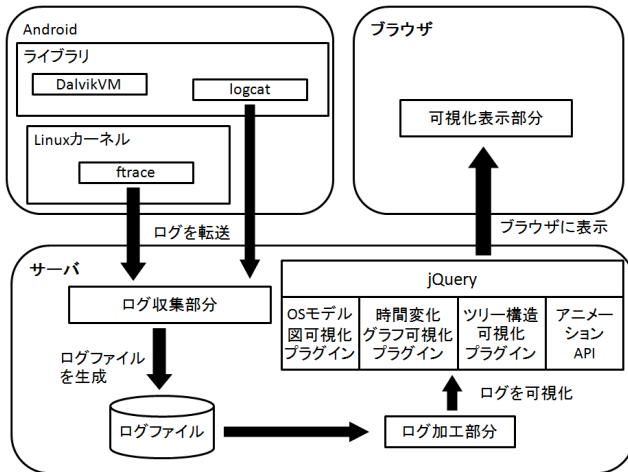 Android
ライブラリ
DalvikVM
logcat
Linuxカーネル
ftrace
ブラウザ
可視化表示部分
ログを転送
ブラウザに表示
サーバ
ログ収集部分
ログファイル
を生成
ログファイル
jQuery
OSモデル
図可視化
プラグイン
時間変化
グラフ可視化
プラグイン
ツリー構造
可視化
プラグイン
アニメー
ション
API
ログを可視化
ログ加工部分